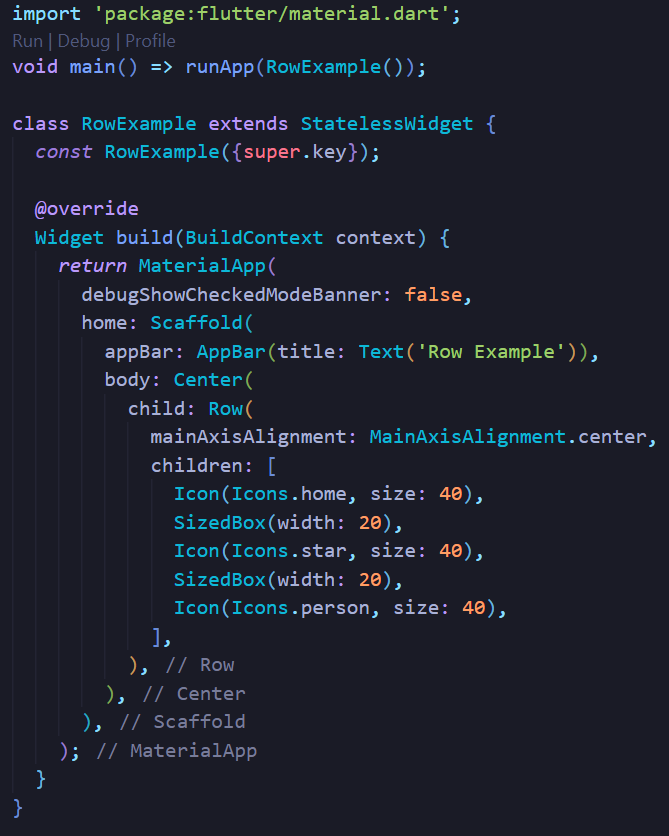 import 'package:flutter/material.dart';
Run | Debug | Profile
void main() => runApp(RowExample());

class RowExample extends StatelessWidget {
  const RowExample({super.key});

  @override
  Widget build(BuildContext context) {
    return MaterialApp(
      debugShowCheckedModeBanner: false,
      home: Scaffold(
        appBar: AppBar(title: Text('Row Example')),
        body: Center(
          child: Row(
            mainAxisAlignment: MainAxisAlignment.center,
            children: [
              Icon(Icons.home, size: 40),
              SizedBox(width: 20),
              Icon(Icons.star, size: 40),
              SizedBox(width: 20),
              Icon(Icons.person, size: 40),
            ],
          ), // Row
        ), // Center
      ), // Scaffold
    ); // MaterialApp
  }
}